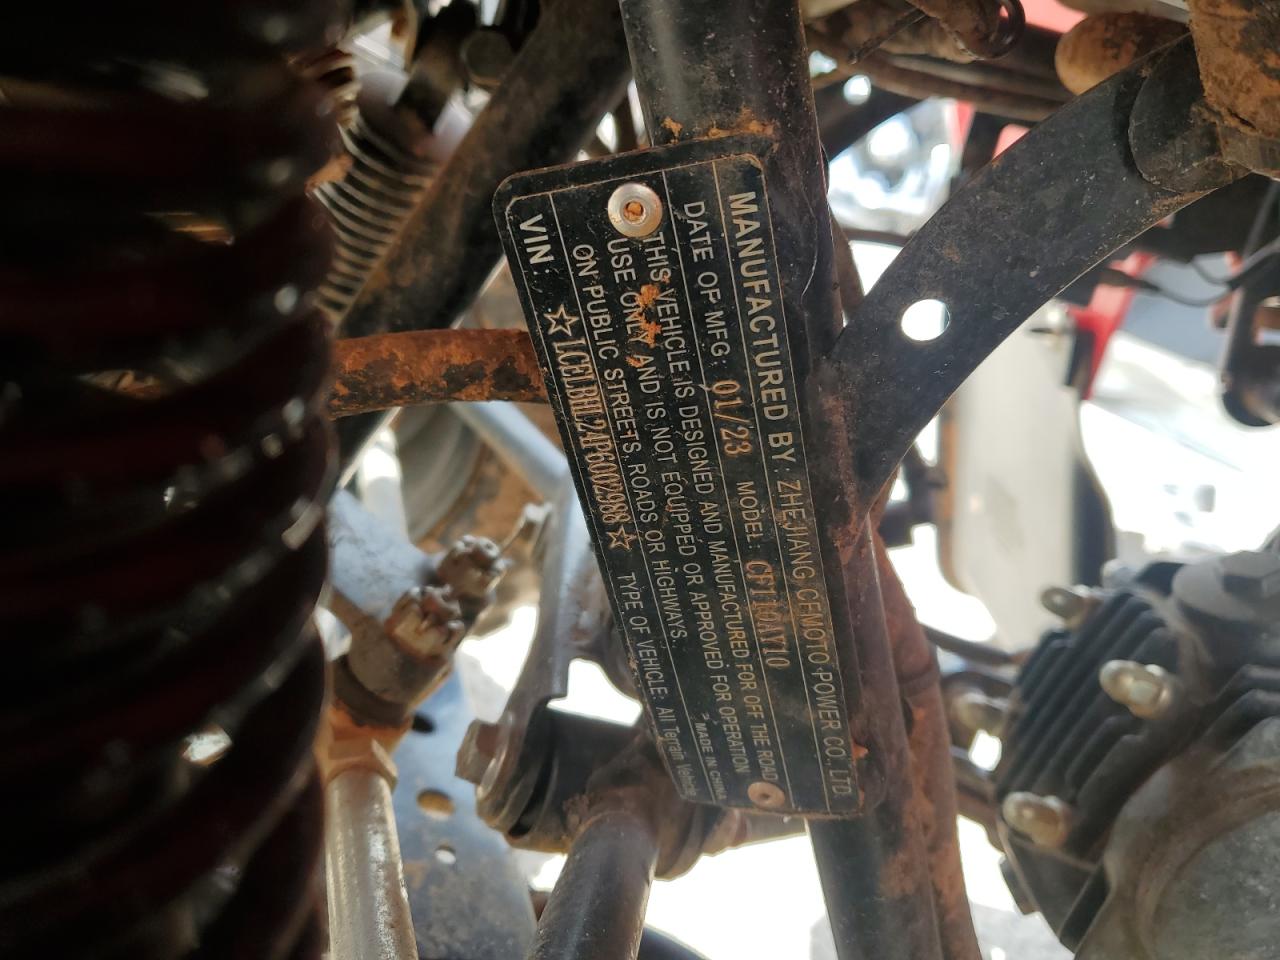 MANUFACTURED BY: ZHEJIANG CFMOTO POWER CO., LTD.
DATE OF MFG: 01/23 MODEL: CF110AY10
THIS VEHICLE IS DESIGNED AND MANUFACTURED FOR OFF THE ROAD
USE ONLY AND IS NOT EQUIPPED OR APPROVED FOR OPERATION
ON PUBLIC STREETS, ROADS OR HIGHWAYS.
MADE IN CHINA
VIN: ☆LCELBHL24P6002988☆ TYPE OF VEHICLE: All Terrain Vehicle